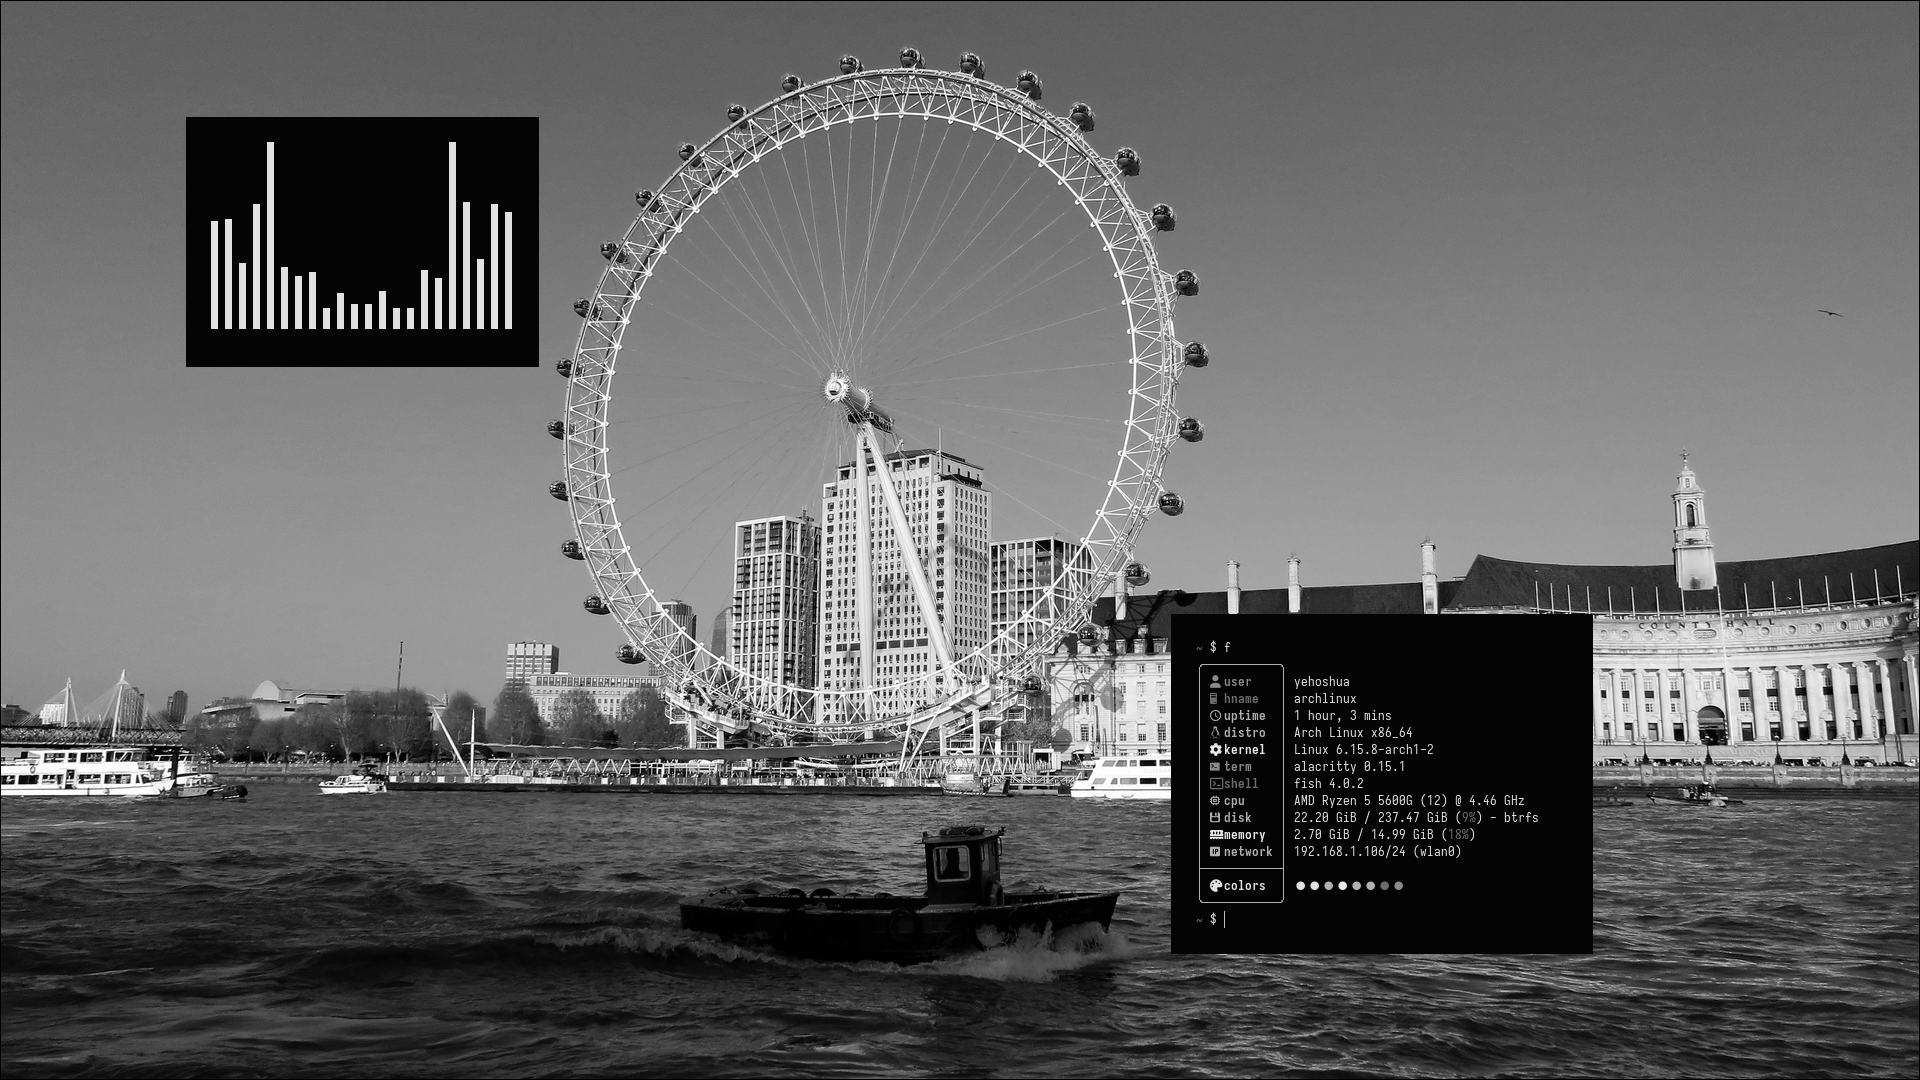 ~ $ f
user yehoshua
hname archlinux
uptime 1 hour, 3 mins
distro Arch Linux x86_64
kernel Linux 6.15.8-arch1-2
term alacritty 0.15.1
shell fish 4.0.2
cpu AMD Ryzen 5 5600G (12) @ 4.46 GHz
disk 22.20 GiB / 237.47 GiB (9%) - btrfs
memory 2.70 GiB / 14.99 GiB (18%)
network 192.168.1.106/24 (wlan0)
colors
~ $